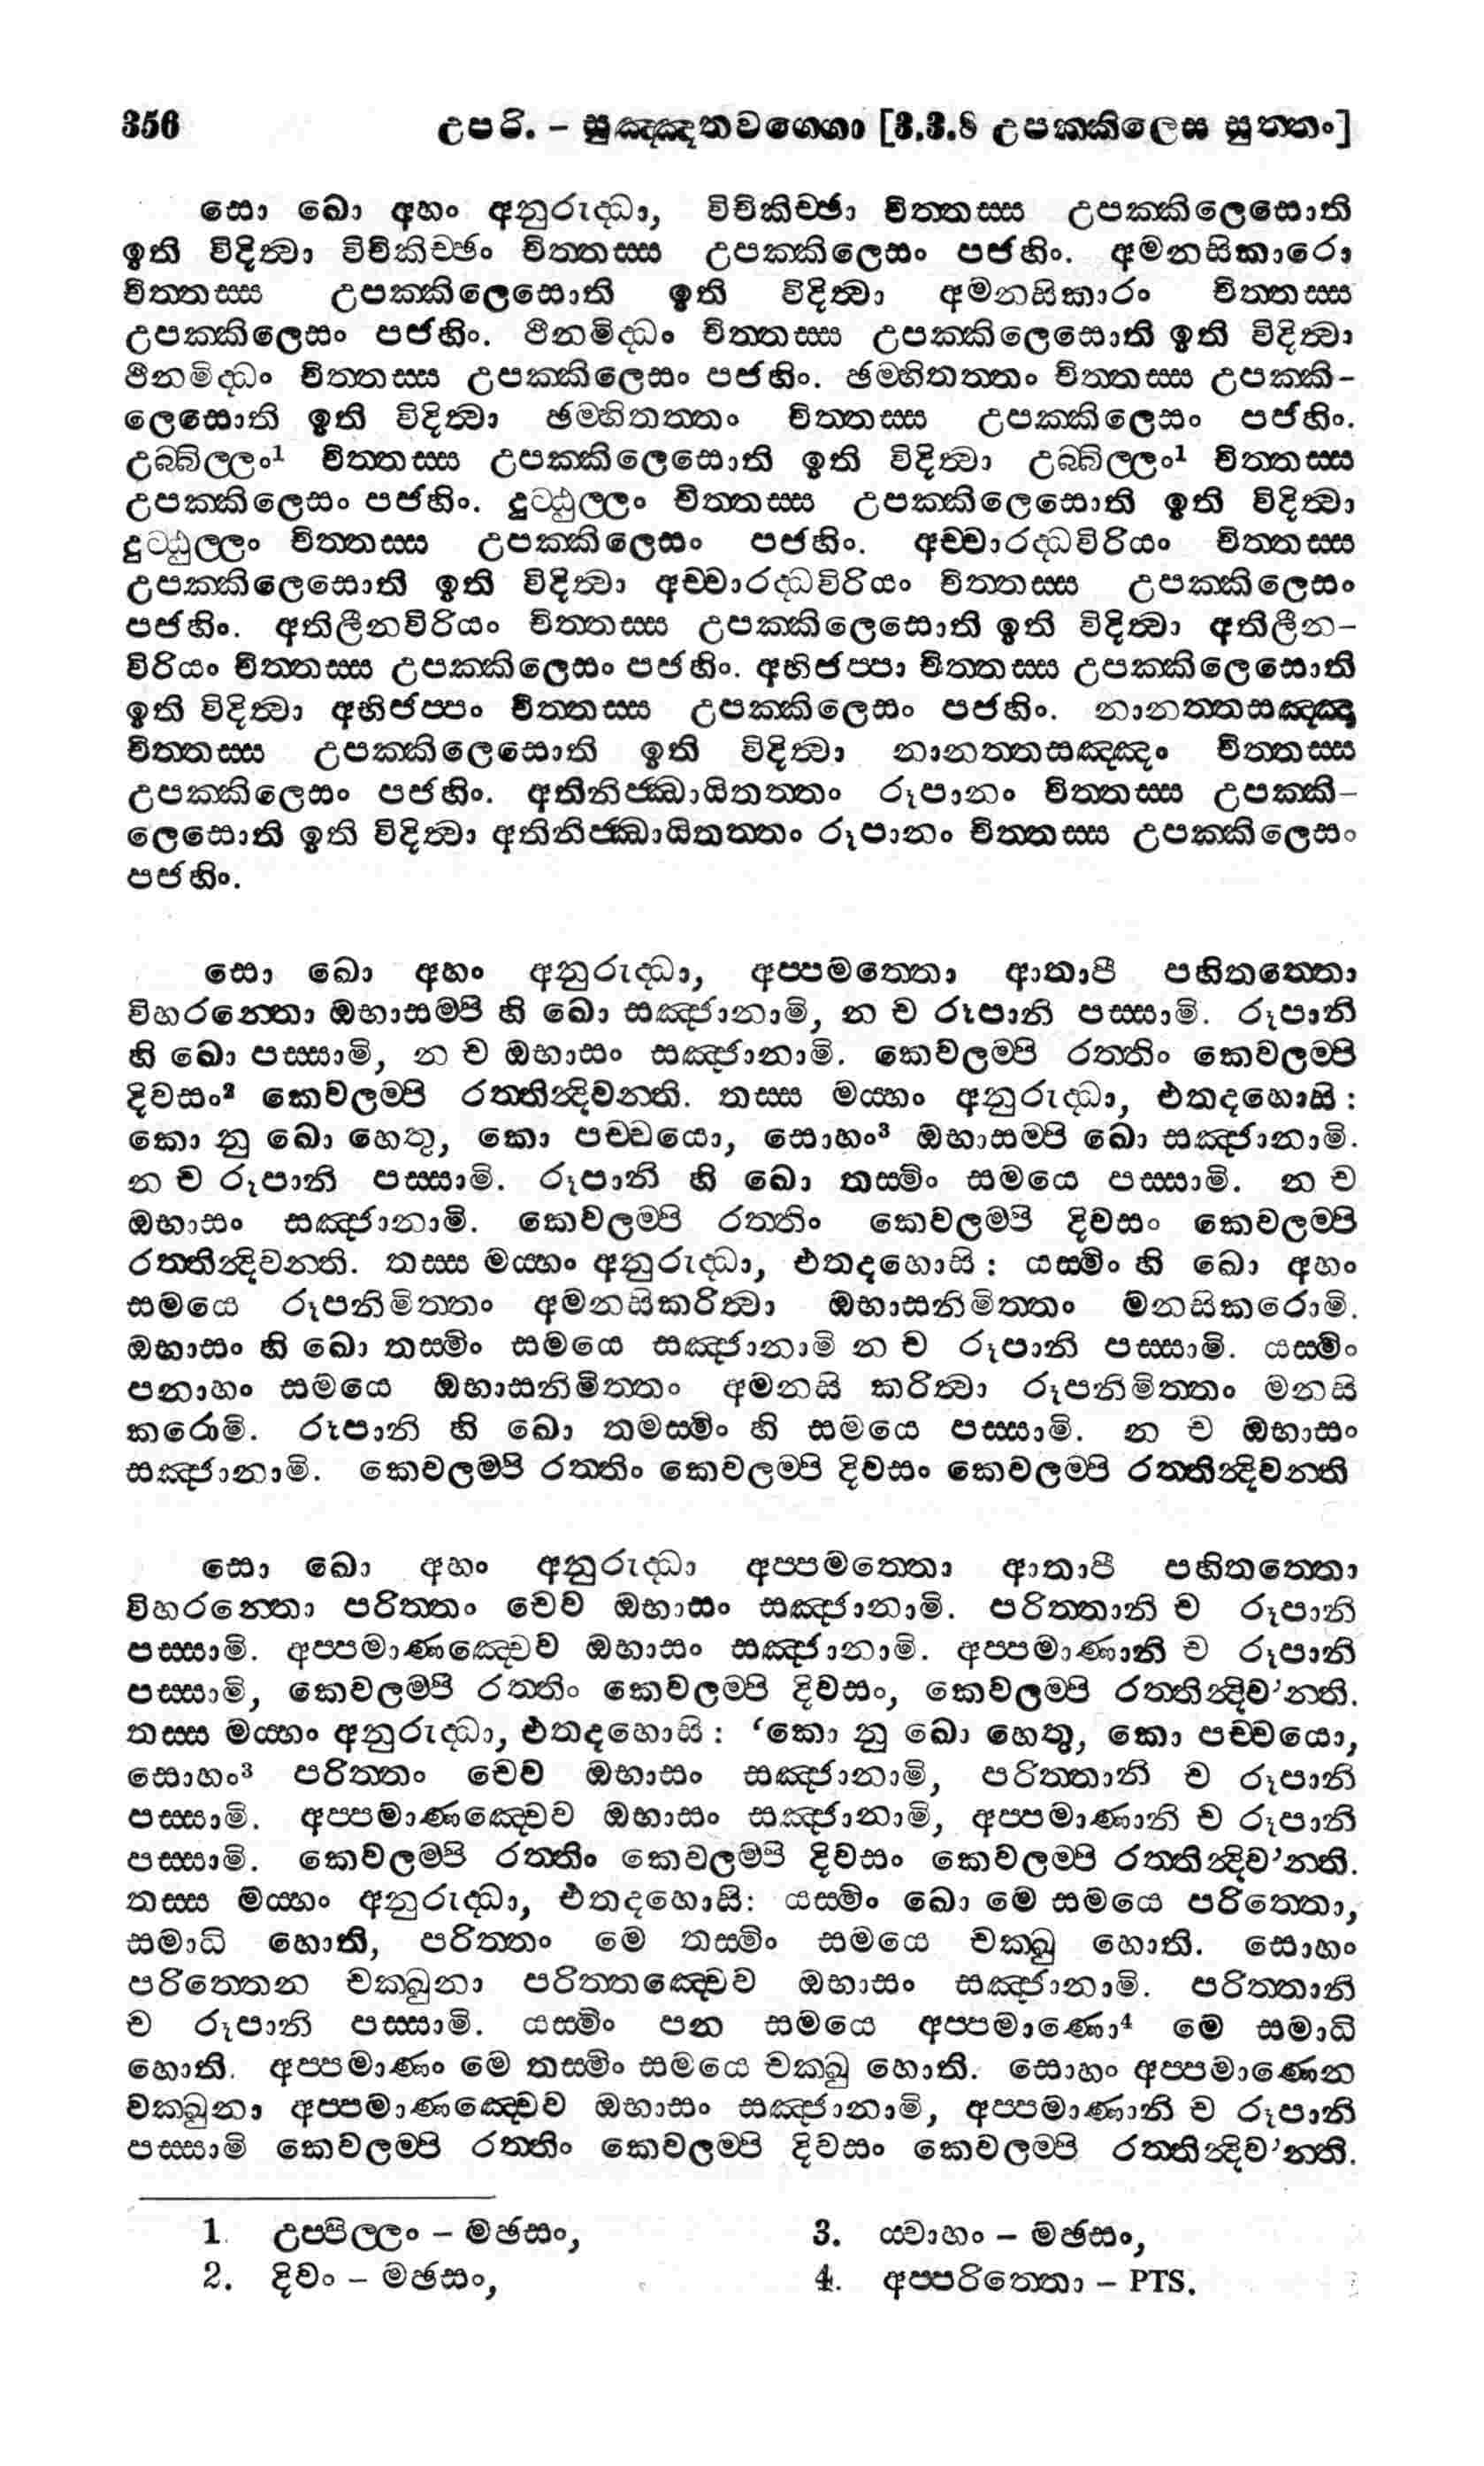 356 උපරි. – සුඤ්ඤතවග්ගො [3.3.8 උපක්කිලෙස සුත්තං]
සො ඛො අහං අනුරුද්ධා, විචිකිච්ඡා චිත්තස්ස උපක්කිලෙසොති
ඉති විදිත්වා විචිකිච්ඡං චිත්තස්ස උපක්කිලෙසං පජහිං. අමනසිකාරො
චිත්තස්ස උපක්කිලෙසොති ඉති විදිත්වා අමනසිකාරං චිත්තස්ස
උපක්කිලෙසං පජහිං. ථීනමිද්ධං චිත්තස්ස උපක්කිලෙසොති ඉති විදිත්වා
ථීනමිද්ධං චිත්තස්ස උපක්කිලෙසං පජහිං. ඡම්භිතත්තං චිත්තස්ස උපක්කි-
ලෙසොති ඉති විදිත්වා ඡම්භිතත්තං චිත්තස්ස උපක්කිලෙසං පජහිං.
උබ්බිල්ලං¹ චිත්තස්ස උපක්කිලෙසොති ඉති විදිත්වා උබ්බිල්ලං¹ චිත්තස්ස
උපක්කිලෙසං පජහිං. දුට්ඨුල්ලං චිත්තස්ස උපක්කිලෙසොති ඉති විදිත්වා
දුට්ඨුල්ලං චිත්තස්ස උපක්කිලෙසං පජහිං. අච්චාරද්ධවිරියං චිත්තස්ස
උපක්කිලෙසොති ඉති විදිත්වා අච්චාරද්ධවිරියං චිත්තස්ස උපක්කිලෙසං
පජහිං. අතිලීනවිරියං චිත්තස්ස උපක්කිලෙසොති ඉති විදිත්වා අතිලීන-
විරියං චිත්තස්ස උපක්කිලෙසං පජහිං. අභිජප්පා චිත්තස්ස උපක්කිලෙසොති
ඉති විදිත්වා අභිජප්පං චිත්තස්ස උපක්කිලෙසං පජහිං. නානත්තසඤ්ඤා
චිත්තස්ස උපක්කිලෙසොති ඉති විදිත්වා නානත්තසඤ්ඤං චිත්තස්ස
උපක්කිලෙසං පජහිං. අතිනිජ්ඣායිතත්තං රූපානං චිත්තස්ස උපක්කි-
ලෙසොති ඉති විදිත්වා අතිනිජ්ඣායිතත්තං රූපානං චිත්තස්ස උපක්කිලෙසං
පජහිං.
සො ඛො අහං අනුරුද්ධා, අප්පමත්තො ආතාපී පහිතත්තො
විහරන්තො ඔභාසම්පි හි ඛො සඤ්ජානාමි, න ච රූපානි පස්සාමි. රූපානි
හි ඛො පස්සාමි, න ච ඔභාසං සඤ්ජානාමි. කෙවලම්පි රත්තිං කෙවලම්පි
දිවසං² කෙවලම්පි රත්තින්දිවන්ති. තස්ස මය්හං අනුරුද්ධා, එතදහොසි:
කො නු ඛො හෙතු, කො පච්චයො, සොහං³ ඔභාසම්පි ඛො සඤ්ජානාමි.
න ච රූපානි පස්සාමි. රූපානි හි ඛො තස්මිං සමයෙ පස්සාමි. න ච
ඔභාසං සඤ්ජානාමි. කෙවලම්පි රත්තිං කෙවලම්පි දිවසං කෙවලම්පි
රත්තින්දිවන්ති. තස්ස මය්හං අනුරුද්ධා, එතදහොසි: යස්මිං හි ඛො අහං
සමයෙ රූපනිමිත්තං අමනසිකරිත්වා ඔභාසනිමිත්තං මනසිකරොමි.
ඔභාසං හි ඛො තස්මිං සමයෙ සඤ්ජානාමි න ච රූපානි පස්සාමි. යස්මිං
පනාහං සමයෙ ඔභාසනිමිත්තං අමනසි කරිත්වා රූපනිමිත්තං මනසි
කරොමි. රූපානි හි ඛො තමස්මිං හි සමයෙ පස්සාමි. න ච ඔභාසං
සඤ්ජානාමි. කෙවලම්පි රත්තිං කෙවලම්පි දිවසං කෙවලම්පි රත්තින්දිවන්ති
සො ඛො අහං අනුරුද්ධා අප්පමත්තො ආතාපී පහිතත්තො
විහරන්තො පරිත්තං චෙව ඔභාසං සඤ්ජානාමි. පරිත්තානි ච රූපානි
පස්සාමි. අප්පමාණඤ්චෙව ඔභාසං සඤ්ජානාමි. අප්පමාණානි ච රූපානි
පස්සාමි, කෙවලම්පි රත්තිං කෙවලම්පි දිවසං, කෙවලම්පි රත්තින්දිව'න්ති.
තස්ස මය්හං අනුරුද්ධා, එතදහොසි: ‘කො නු ඛො හෙතු, කො පච්චයො,
සොහං³ පරිත්තං චෙව ඔභාසං සඤ්ජානාමි, පරිත්තානි ච රූපානි
පස්සාමි. අප්පමාණඤ්චෙව ඔභාසං සඤ්ජානාමි, අප්පමාණානි ච රූපානි
පස්සාමි. කෙවලම්පි රත්තිං කෙවලම්පි දිවසං කෙවලම්පි රත්තින්දිව'න්ති.
තස්ස මය්හං අනුරුද්ධා, එතදහොසි: යස්මිං ඛො මෙ සමයෙ පරිත්තො,
සමාධි හොති, පරිත්තං මෙ තස්මිං සමයෙ චක්ඛු හොති. සොහං
පරිත්තෙන චක්ඛුනා පරිත්තඤ්චෙව ඔභාසං සඤ්ජානාමි. පරිත්තානි
ච රූපානි පස්සාමි. යස්මිං පන සමයෙ අප්පමාණො⁴ මෙ සමාධි
හොති. අප්පමාණං මෙ තස්මිං සමයෙ චක්ඛු හොති. සොහං අප්පමාණෙන
චක්ඛුනා අප්පමාණඤ්චෙව ඔභාසං සඤ්ජානාමි, අප්පමාණානි ච රූපානි
පස්සාමි කෙවලම්පි රත්තිං කෙවලම්පි දිවසං කෙවලම්පි රත්තින්දිව'න්ති.
1. උප්පිල්ලං – මඡසං,
2. දිවං – මඡසං,
3. ය්වාහං – මඡසං,
4. අප්පරිත්තො – PTS.